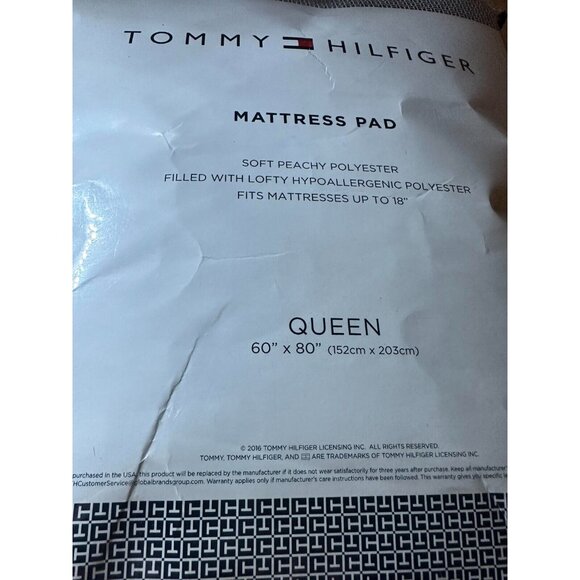 TOMMY HILFIGER
MATTRESS PAD
SOFT PEACHY POLYESTER
FILLED WITH LOFTY HYPOALLERGENIC POLYESTER
FITS MATTRESSES UP TO 18"
QUEEN
60" x 80" (152cm x 203cm)
© 2016 TOMMY HILFIGER LICENSING INC. ALL RIGHTS RESERVED.
TOMMY, TOMMY HILFIGER, AND ARE TRADEMARKS OF TOMMY HILFIGER LICENSING INC.
purchased in the USA, this product will be replaced by the manufacturer if it does not wear satisfactorily for three years after purchase. Keep all
HCustomerService@globalbrandsgroup.com. Warranty applies only if manufacturer's care instructions have been followed. This warranty gives you specific